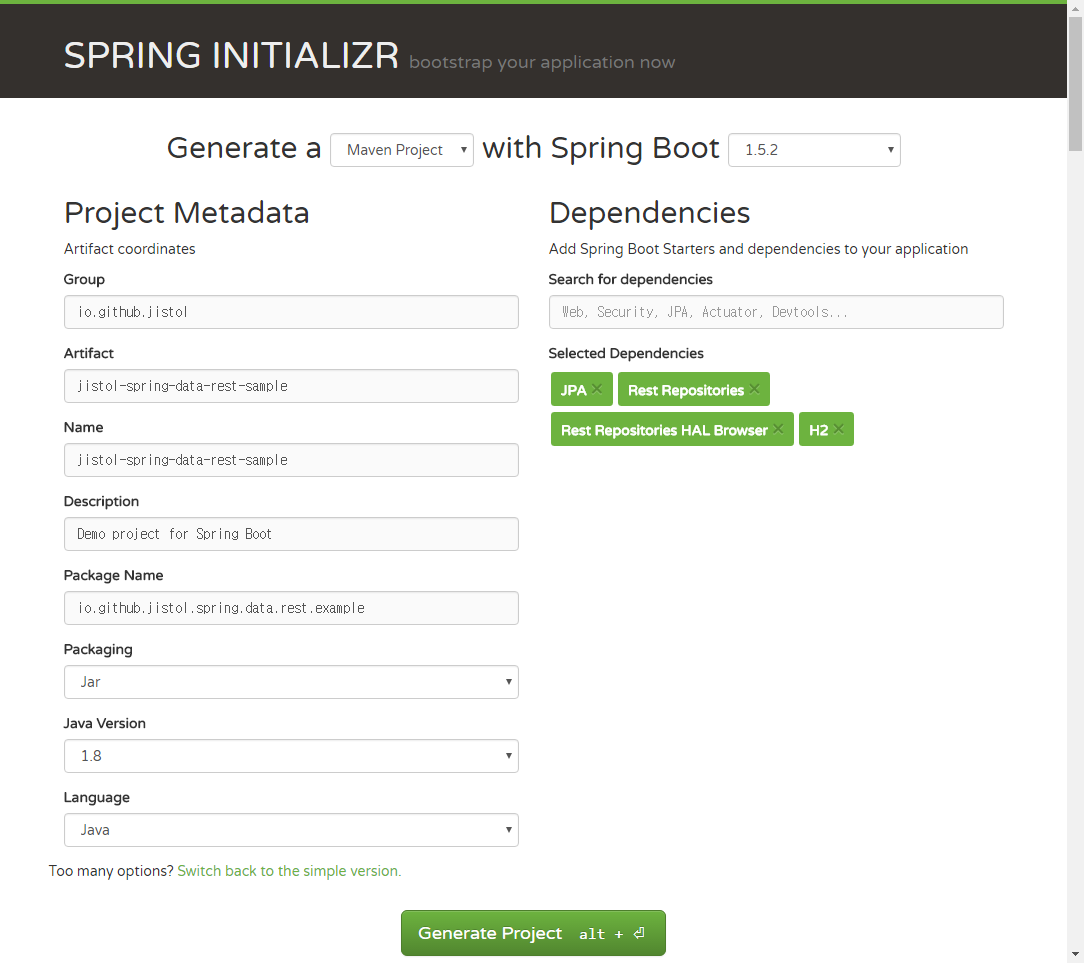 SPRING INITIALIZR bootstrap your application now
Generate a Maven Project with Spring Boot 1.5.2
Project Metadata
Artifact coordinates
Group
io.github.jistol
Artifact
jistol-spring-data-rest-sample
Name
jistol-spring-data-rest-sample
Description
Demo project for Spring Boot
Package Name
io.github.jistol.spring.data.rest.example
Packaging
Jar
Java Version
1.8
Language
Java
Dependencies
Add Spring Boot Starters and dependencies to your application
Search for dependencies
Web, Security, JPA, Actuator, Devtools...
Selected Dependencies
JPA × Rest Repositories ×
Rest Repositories HAL Browser × H2 ×
Too many options? Switch back to the simple version.
Generate Project alt + ⏎